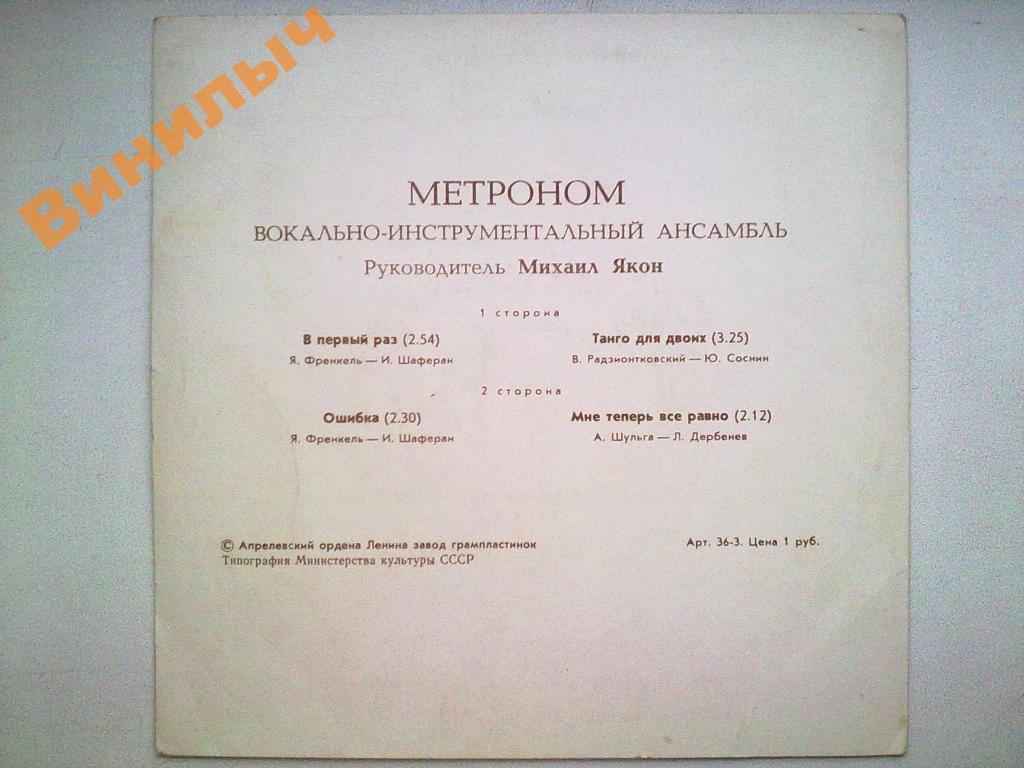 Винилыч
МЕТРОНОМ
ВОКАЛЬНО-ИНСТРУМЕНТАЛЬНЫЙ АНСАМБЛЬ
Руководитель Михаил Якон
1 сторона
В первый раз (2.54)
Я. Френкель — И. Шаферан
Танго для двоих (3.25)
В. Радзионтковский — Ю. Соснин
2 сторона
Ошибка (2.30)
Я. Френкель — И. Шаферан
Мне теперь все равно (2.12)
А. Шульга — Л. Дербенев
© Апрелевский ордена Ленина завод грампластинок
Типография Министерства культуры СССР
Арт. 36-3. Цена 1 руб.